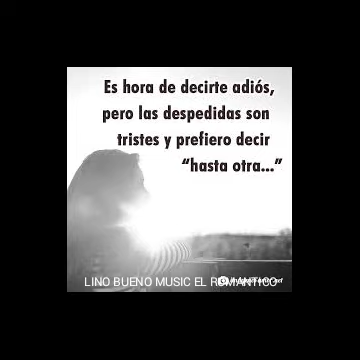 Es hora de decirte adiós,
pero las despedidas son
tristes y prefiero decir
“hasta otra...”
LINO BUENO MUSIC EL ROMANTICO